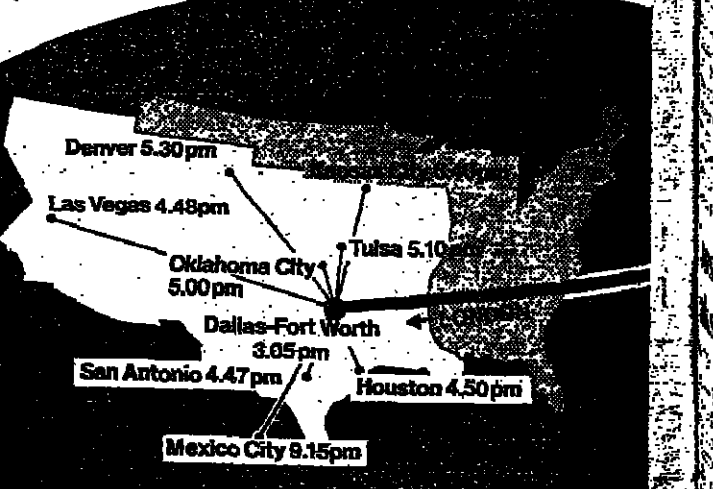 Denver 5.30pm
Las Vegas 4.48pm
Tulsa 5.10
Oklahoma City
5.00pm
Dallas-Fort Worth
3.05pm
San Antonio 4.47pm
Houston 4.50pm
Mexico City 9.15pm